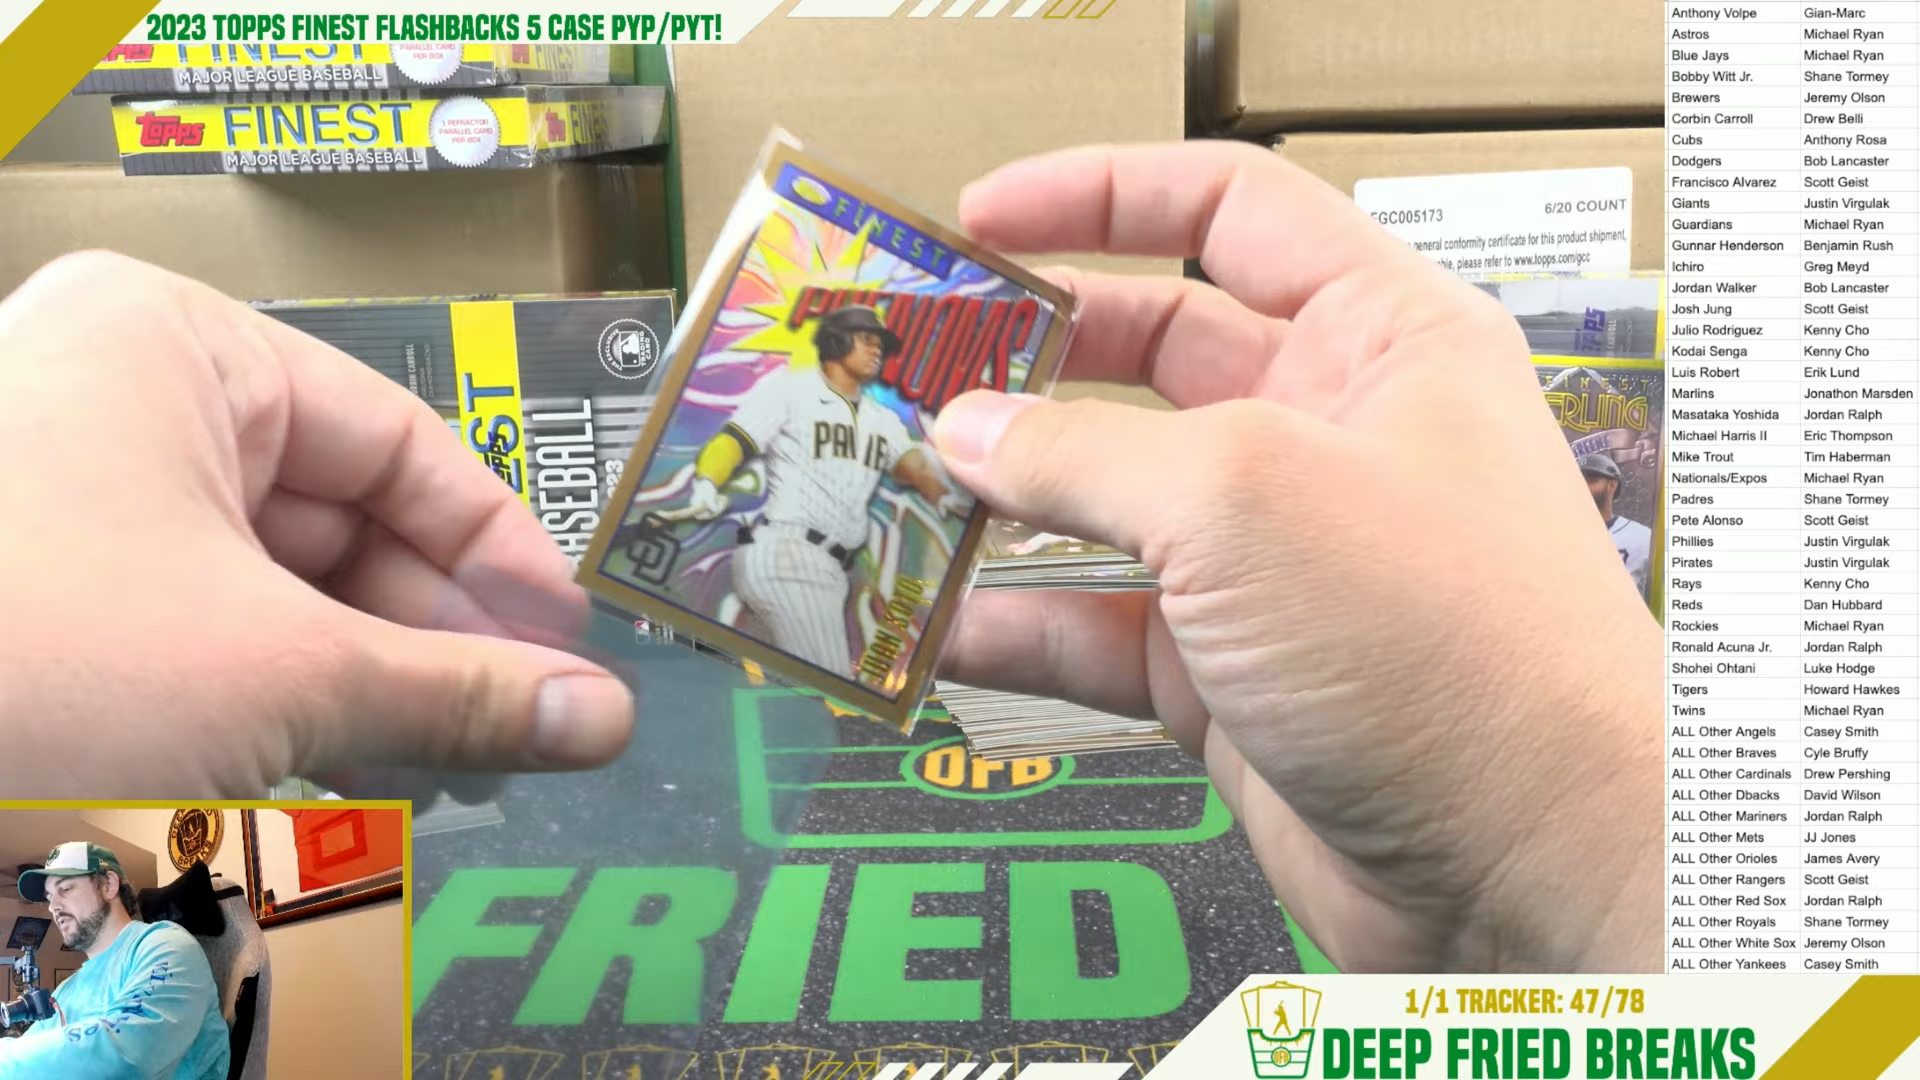 2023 TOPPS FINEST FLASHBACKS 5 CASE PYP/PYT!
FINEST
MAJOR LEAGUE BASEBALL
PARALLEL CARD
PER BOX
topps FINEST
MAJOR LEAGUE BASEBALL
1 REFRACTOR
PARALLEL CARD
PER BOX
FINEST
PHENOMS
JUAN SOTO
BASEBALL
CORBIN CARROLL
6/20 COUNT
general conformity certificate for this product shipment,
please refer to www.topps.com/gcc
FINEST
DFB
FRIED
Anthony Volpe Gian-Marc
Astros Michael Ryan
Blue Jays Michael Ryan
Bobby Witt Jr. Shane Tormey
Brewers Jeremy Olson
Corbin Carroll Drew Belli
Cubs Anthony Rosa
Dodgers Bob Lancaster
Francisco Alvarez Scott Geist
Giants Justin Virgulak
Guardians Michael Ryan
Gunnar Henderson Benjamin Rush
Ichiro Greg Meyd
Jordan Walker Bob Lancaster
Josh Jung Scott Geist
Julio Rodriguez Kenny Cho
Kodai Senga Kenny Cho
Luis Robert Erik Lund
Marlins Jonathon Marsden
Masataka Yoshida Jordan Ralph
Michael Harris II Eric Thompson
Mike Trout Tim Haberman
Nationals/Expos Michael Ryan
Padres Shane Tormey
Pete Alonso Scott Geist
Phillies Justin Virgulak
Pirates Justin Virgulak
Rays Kenny Cho
Reds Dan Hubbard
Rockies Michael Ryan
Ronald Acuna Jr. Jordan Ralph
Shohei Ohtani Luke Hodge
Tigers Howard Hawkes
Twins Michael Ryan
ALL Other Angels Casey Smith
ALL Other Braves Cyle Bruffy
ALL Other Cardinals Drew Pershing
ALL Other Dbacks David Wilson
ALL Other Mariners Jordan Ralph
ALL Other Mets JJ Jones
ALL Other Orioles James Avery
ALL Other Rangers Scott Geist
ALL Other Red Sox Jordan Ralph
ALL Other Royals Shane Tormey
ALL Other White Sox Jeremy Olson
ALL Other Yankees Casey Smith
1/1 TRACKER: 47/78
DEEP FRIED BREAKS